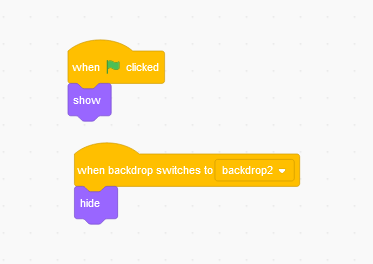 when clicked
show
when backdrop switches to backdrop2
hide